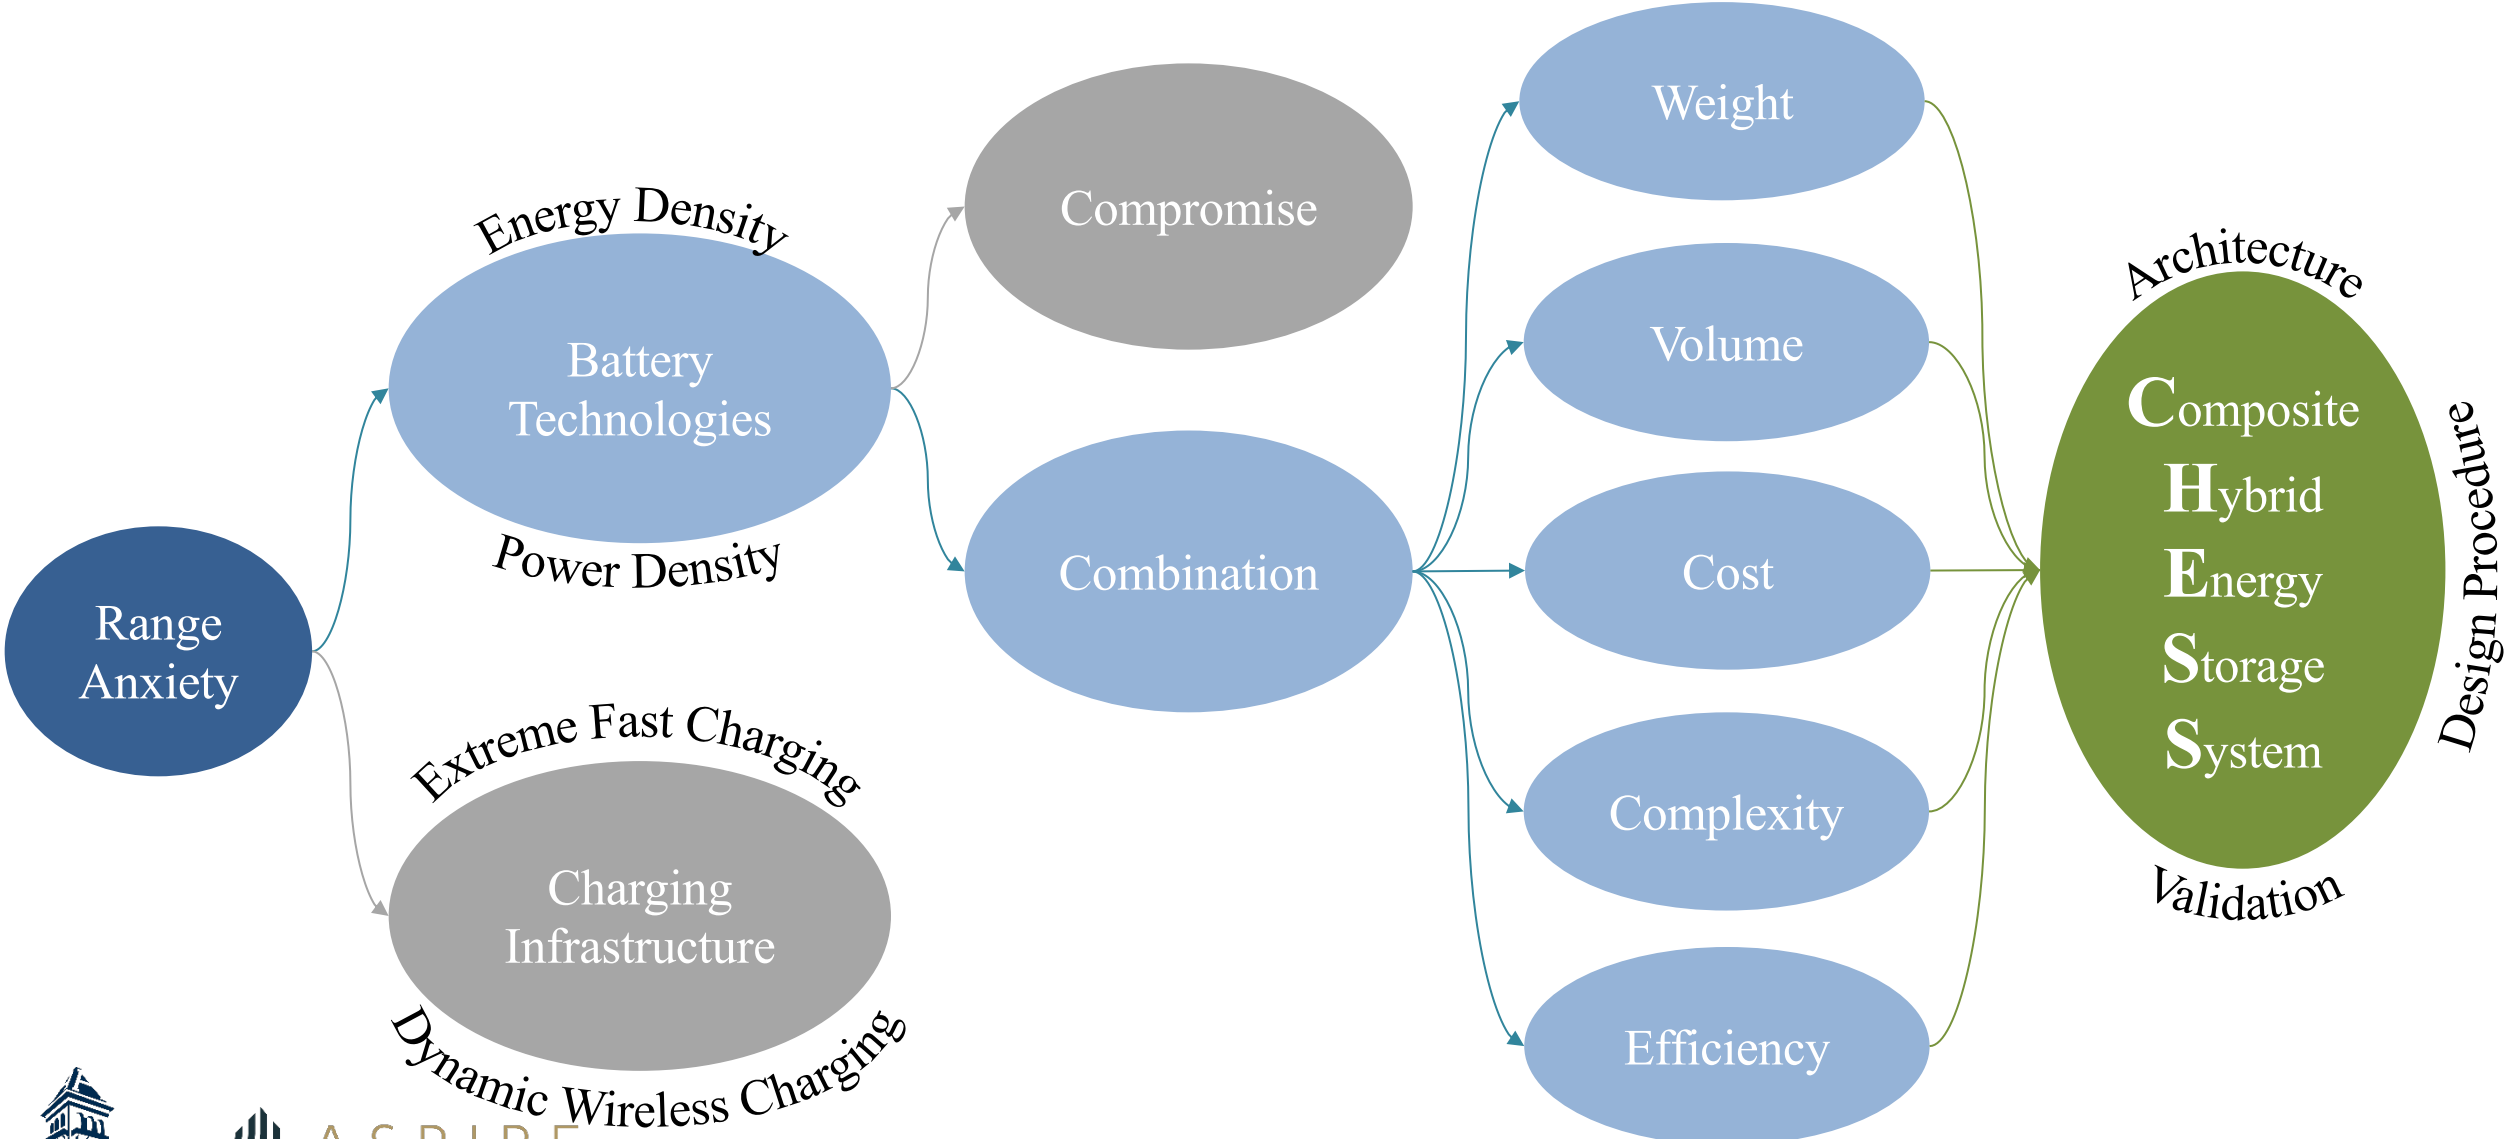 Range
Anxiety
Energy Density
Battery
Technologies
Power Density
Extreme Fast Charging
Charging
Infrastructure
Dynamic Wireless Charging
Compromise
Combination
Weight
Volume
Cost
Complexity
Efficiency
Architecture
Composite
Hybrid
Energy
Storage
System
Design Procedure
Validation
ASPIRE